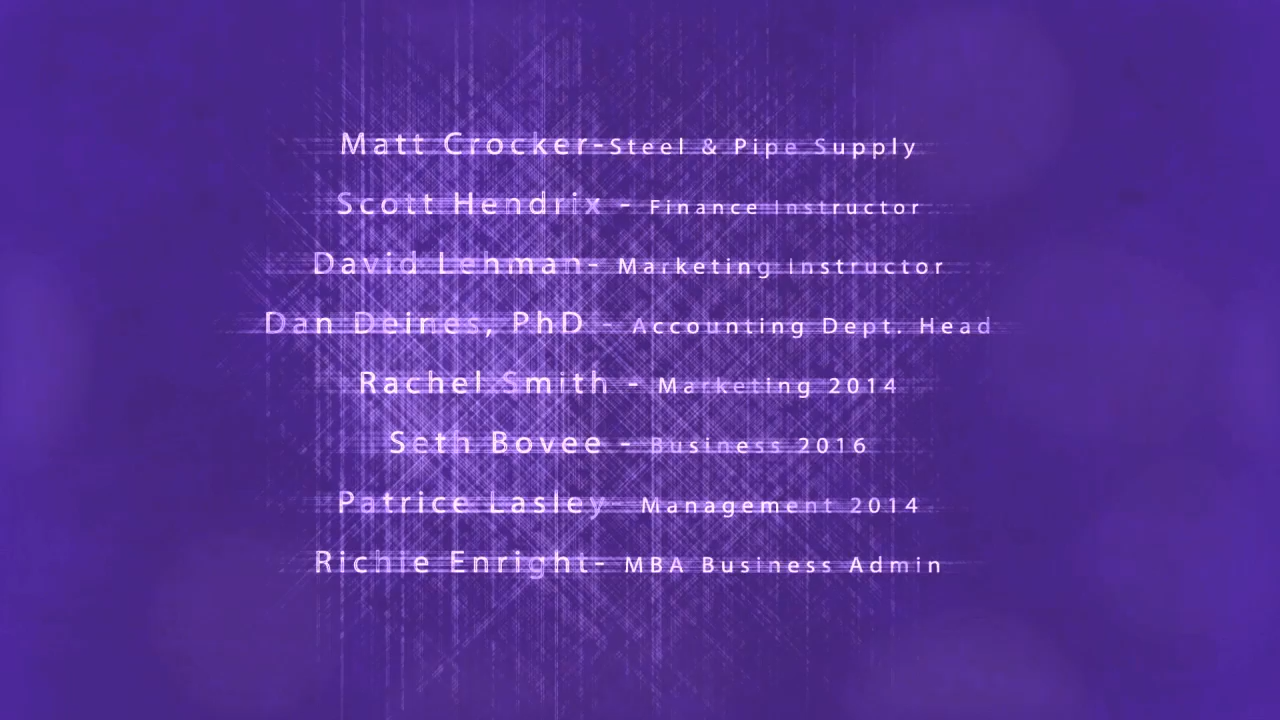 Matt Crocker-Steel & Pipe Supply
Scott Hendrix - Finance Instructor
David Lehman- Marketing Instructor
Dan Deines, PhD - Accounting Dept. Head
Rachel Smith - Marketing 2014
Seth Bovee - Business 2016
Patrice Lasley- Management 2014
Richie Enright- MBA Business Admin